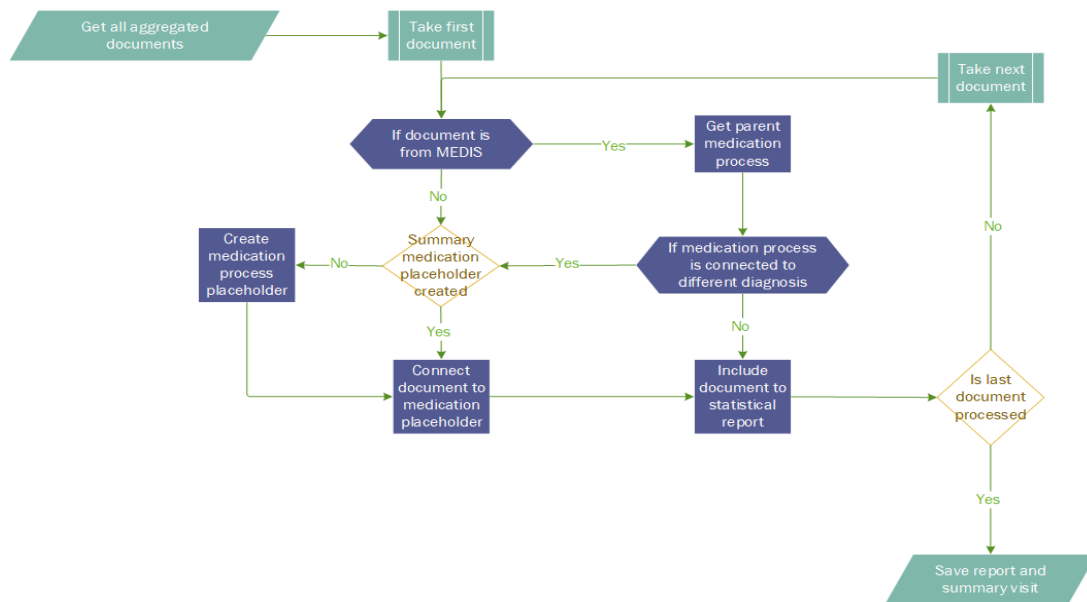 Get all aggregated
documents
Take first
document
Take next
document
If document is
from MEDIS
Yes
Get parent
medication
process
No
Create
medication
process
placeholder
No
Summary
medication
placeholder
created
Yes
If medication process
is connected to
different diagnosis
No
Yes
No
Connect
document to
medication
placeholder
Include
document to
statistical
report
Is last
document
processed
Yes
Save report and
summary visit